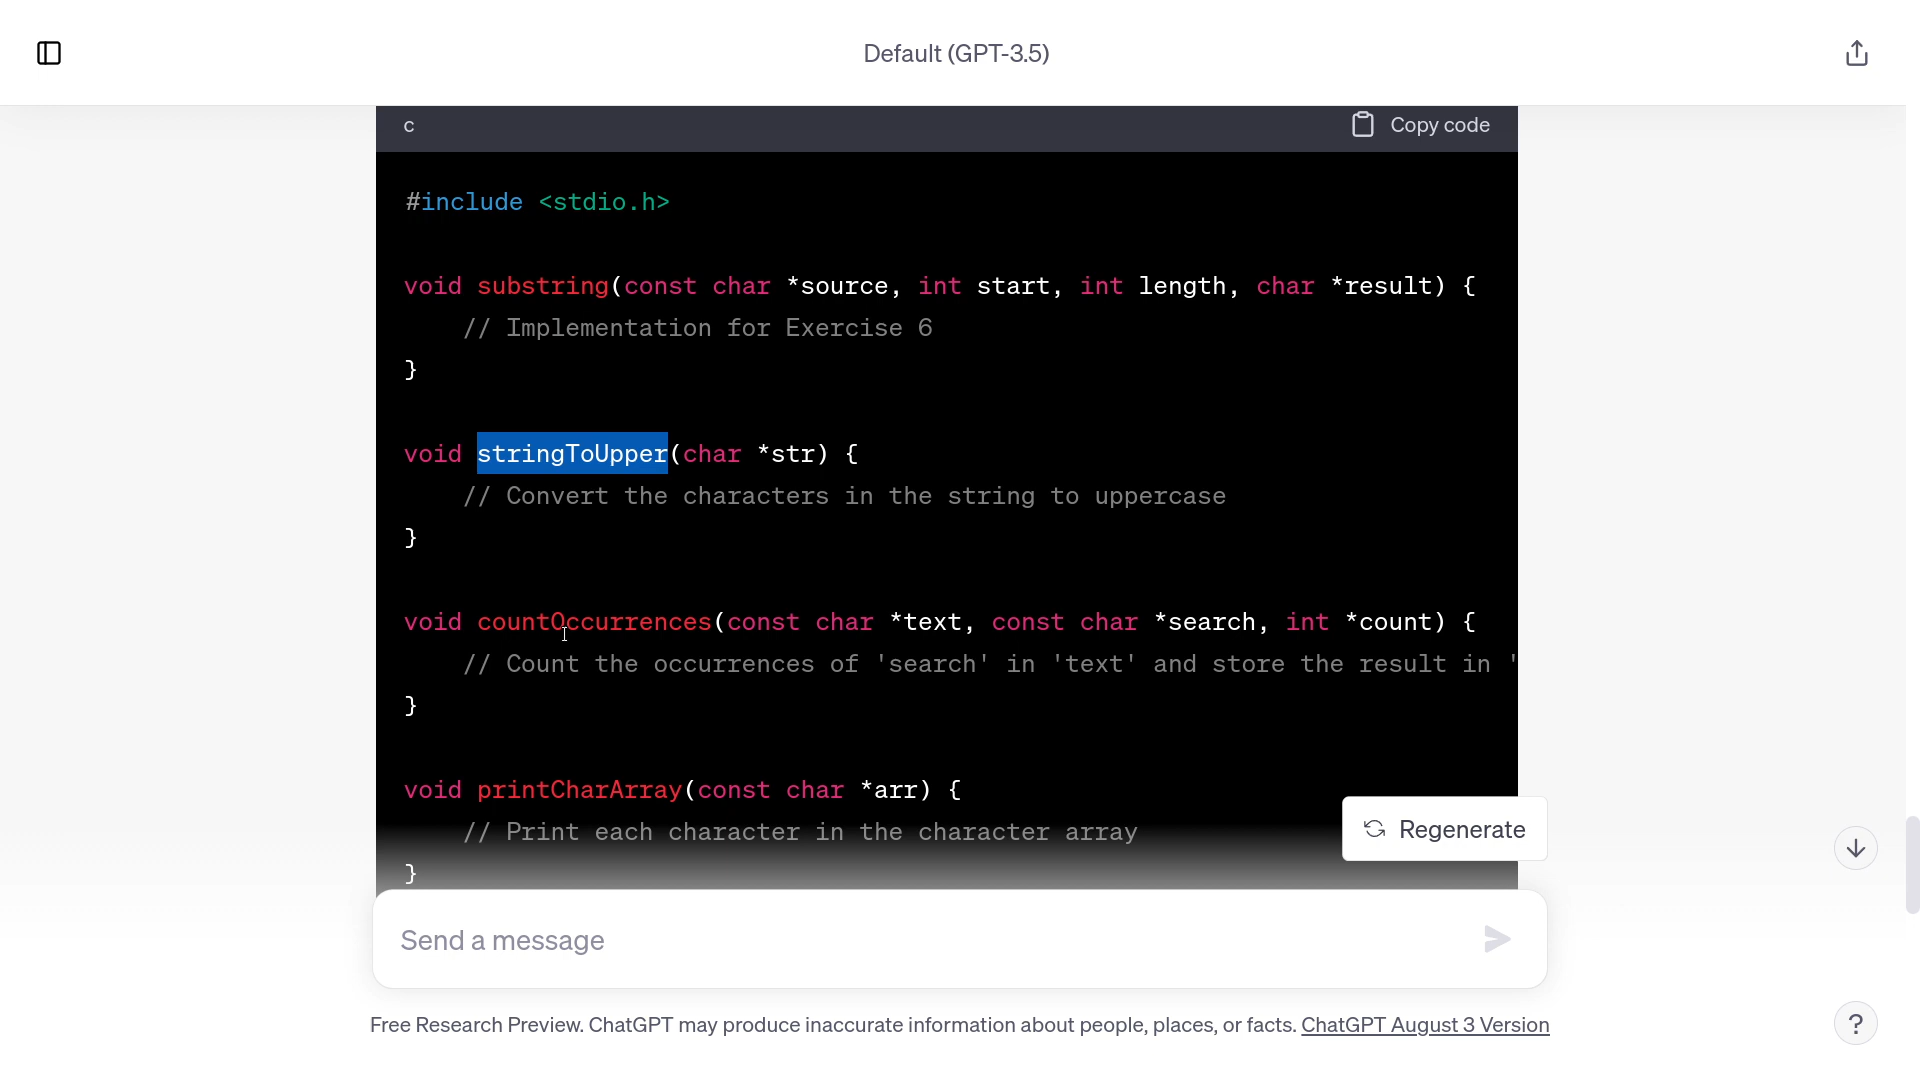 Default (GPT-3.5)
c
Copy code
#include <stdio.h>
void substring(const char *source, int start, int length, char *result) {
// Implementation for Exercise 6
}
void stringToUpper(char *str) {
// Convert the characters in the string to uppercase
}
void countOccurrences(const char *text, const char *search, int *count) {
// Count the occurrences of 'search' in 'text' and store the result in '
}
void printCharArray(const char *arr) {
// Print each character in the character array
}
Regenerate
Send a message
Free Research Preview. ChatGPT may produce inaccurate information about people, places, or facts. ChatGPT August 3 Version
?